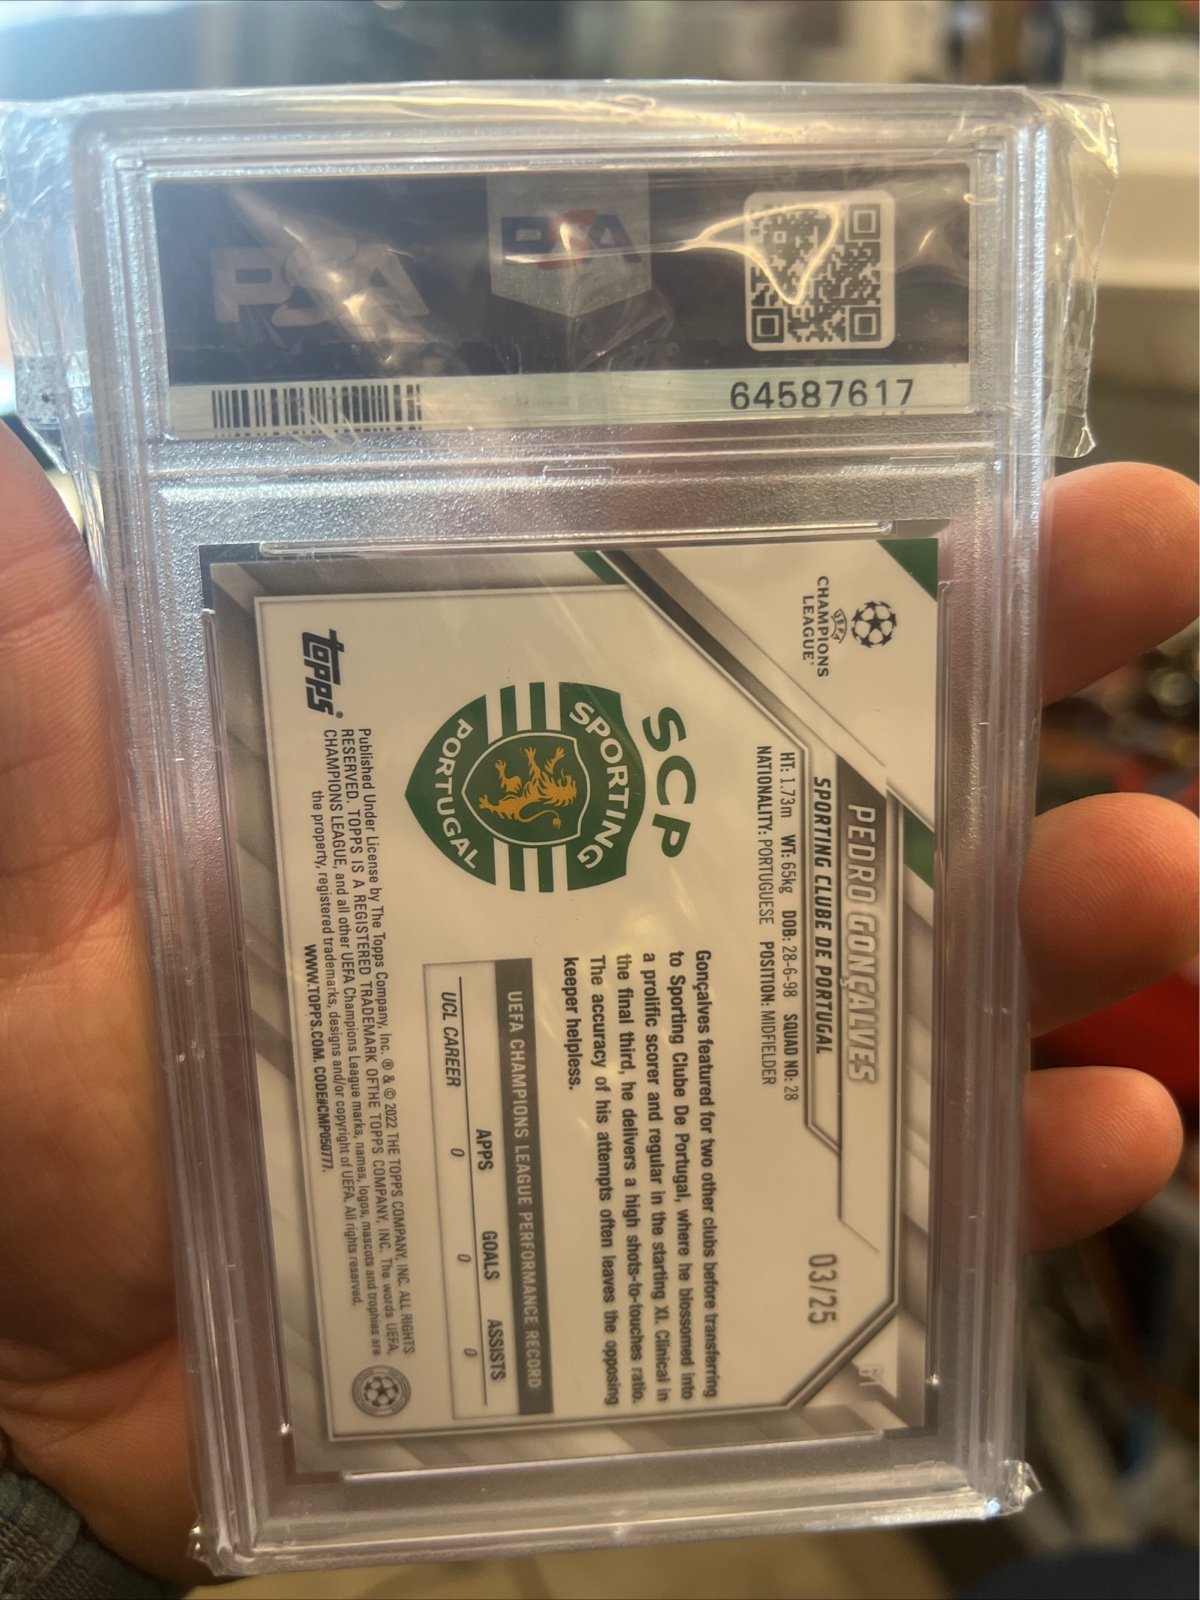 PSA
PSA
64587617
UEFA
CHAMPIONS
LEAGUE
PEDRO GONÇALVES
SPORTING CLUBE DE PORTUGAL
03/25
61
HT: 1.73m WT: 65kg DOB: 28-6-98 SQUAD NO: 28
NATIONALITY: PORTUGUESE POSITION: MIDFIELDER
SCP
SPORTING
PORTUGAL
Gonçalves featured for two other clubs before transferring
to Sporting Clube De Portugal, where he blossomed into
a prolific scorer and regular in the starting XI. Clinical in
the final third, he delivers a high shots-to-touches ratio.
The accuracy of his attempts often leaves the opposing
keeper helpless.
UEFA CHAMPIONS LEAGUE PERFORMANCE RECORD
APPS GOALS ASSISTS
UCL CAREER 0 0 0
topps®
Published Under License by The Topps Company, Inc. ® & © 2022 THE TOPPS COMPANY, INC. ALL RIGHTS
RESERVED. TOPPS IS A REGISTERED TRADEMARK OFTHE TOPPS COMPANY, INC. The words UEFA,
CHAMPIONS LEAGUE, and all other UEFA Champions League marks, names, logos, mascots and trophies are
the property, registered trademarks, designs and/or copyright of UEFA. All rights reserved.
WWW.TOPPS.COM. CODE#CMP050777.